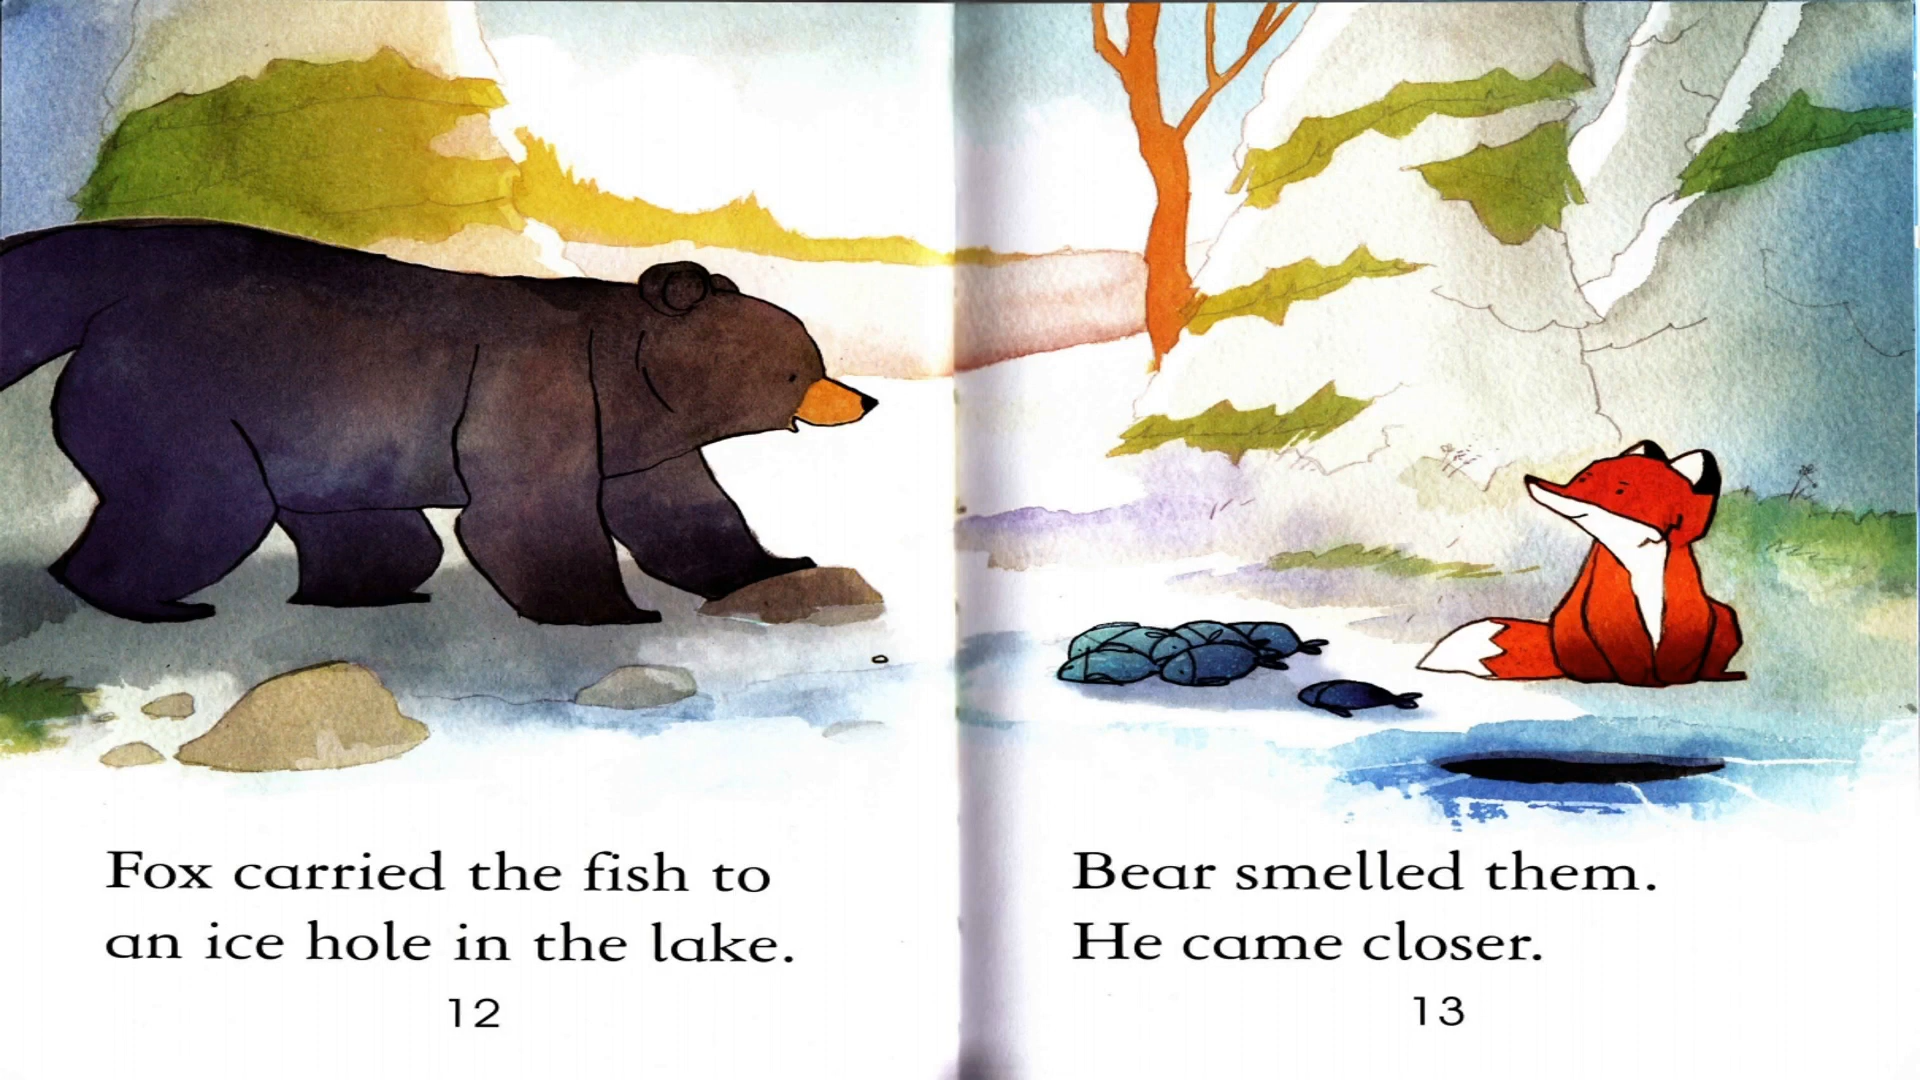 Fox carried the fish to
an ice hole in the lake.
12
Bear smelled them.
He came closer.
13